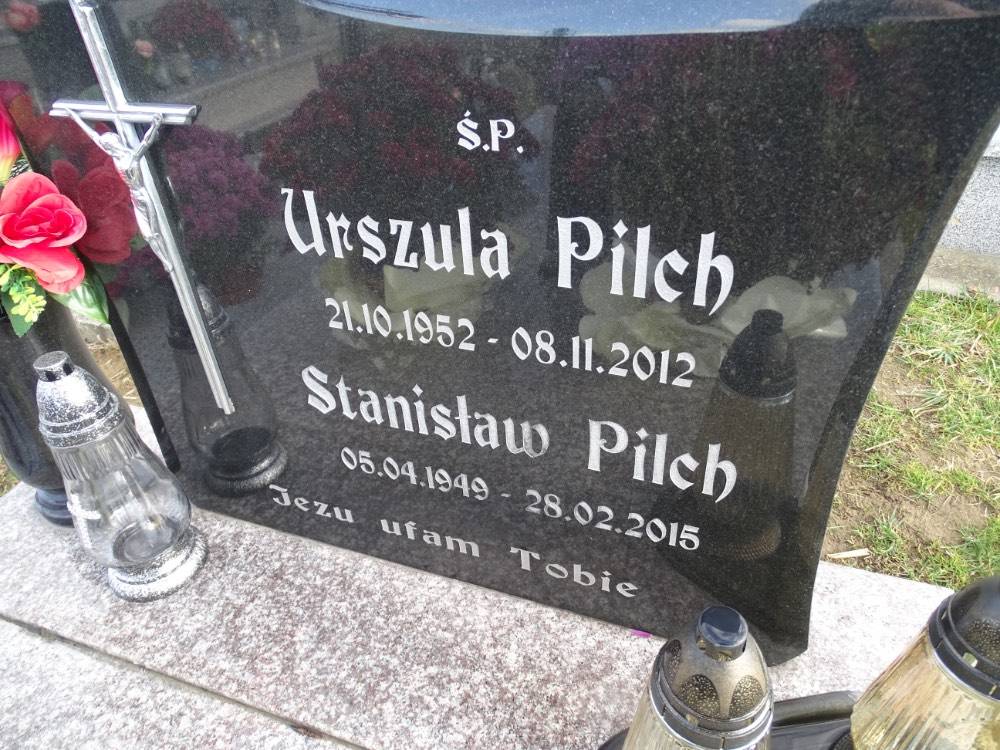 Ś.P.
Urszula Pilch
21.10.1952 - 08.11.2012
Stanisław Pilch
05.04.1949 - 28.02.2015
Jezu ufam Tobie